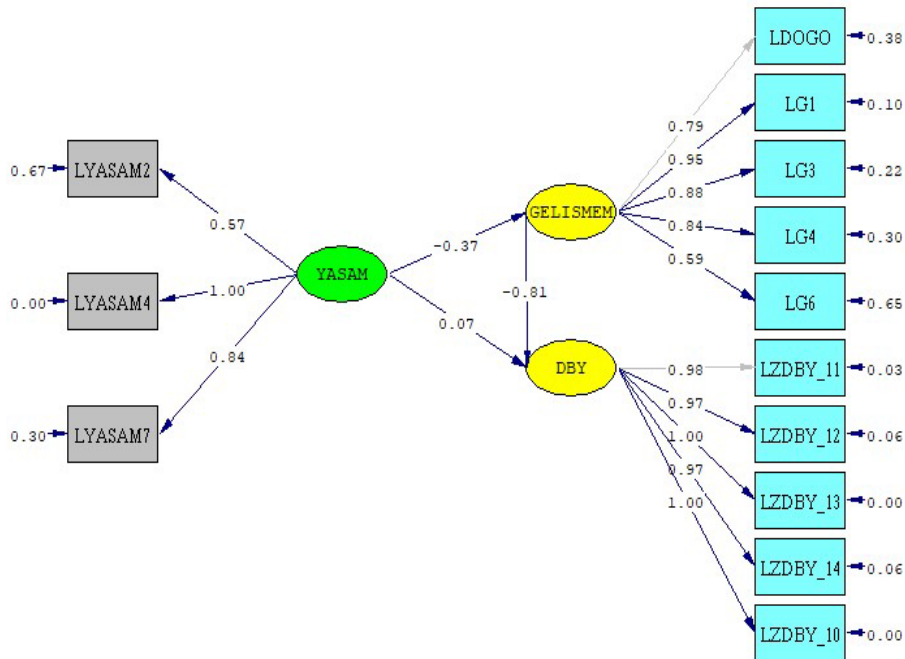 LDOGO
0.38
LG1
0.10
0.79
0.95
LYASAM2
0.67
LG3
0.22
0.88
GELISMEM
0.84
LG4
0.30
0.57
0.59
-0.37
YASAM
LYASAM4
0.00
1.00
-0.81
LG6
0.65
0.07
0.84
DBY
0.98
LZDBY_11
0.03
0.97
LYASAM7
0.30
1.00
LZDBY_12
0.06
0.97
1.00
LZDBY_13
0.00
LZDBY_14
0.06
LZDBY_10
0.00